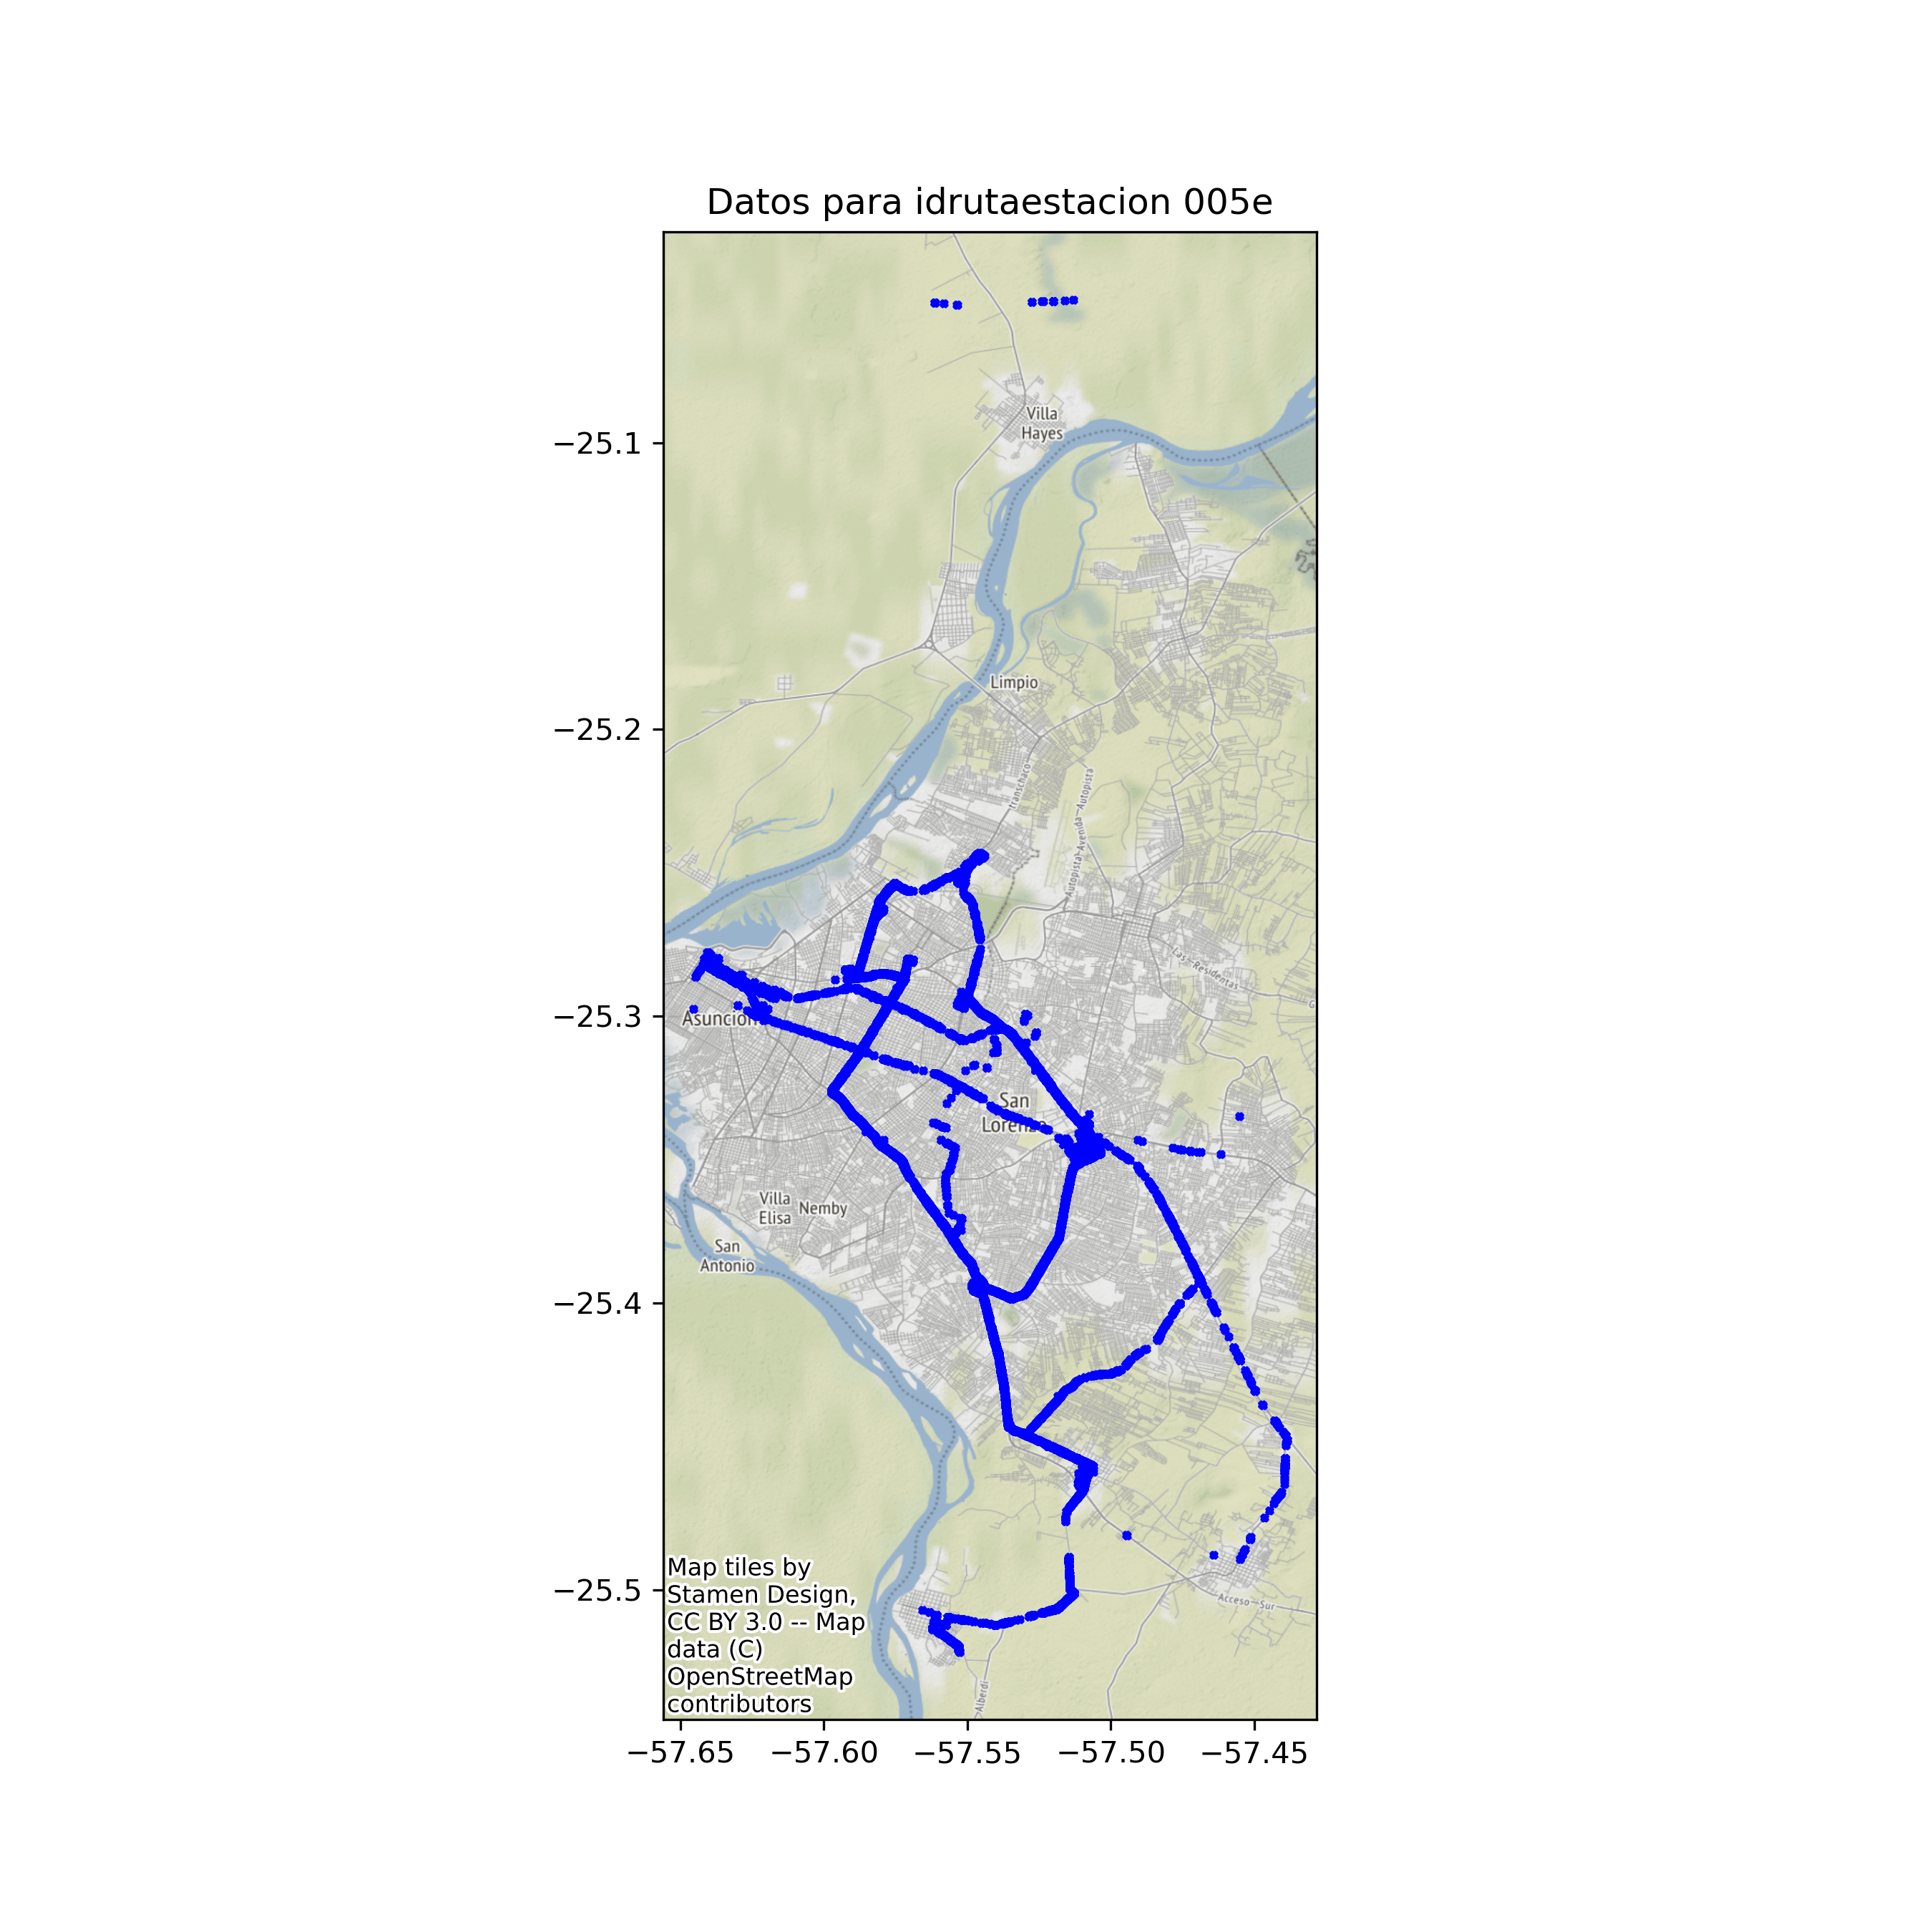 Datos para idrutaestacion 005e
Villa
Hayes
−25.1
Limpio
−25.2
Transchaco
Autopista-Avenida-Autopista
Las-Residentas
−25.3
Asuncion
San
Lorenzo
Villa
Elisa
Nemby
San
Antonio
−25.4
−25.5
Acceso-Sur
Alberdi
Map tiles by
Stamen Design,
CC BY 3.0 -- Map
data (C)
OpenStreetMap
contributors
−57.65
−57.60
−57.55
−57.50
−57.45